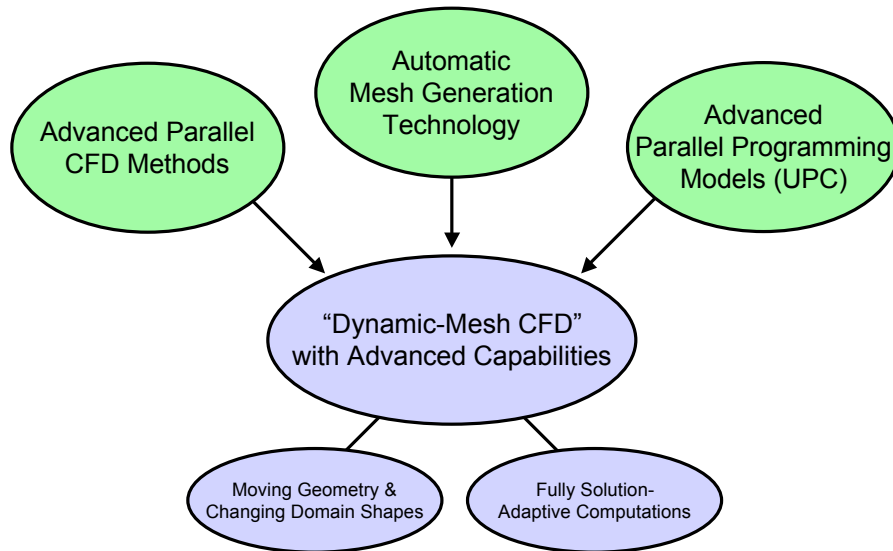 Automatic
Mesh Generation
Technology
Advanced Parallel
CFD Methods
Advanced
Parallel Programming
Models (UPC)
“Dynamic-Mesh CFD”
with Advanced Capabilities
Moving Geometry &
Changing Domain Shapes
Fully Solution-
Adaptive Computations